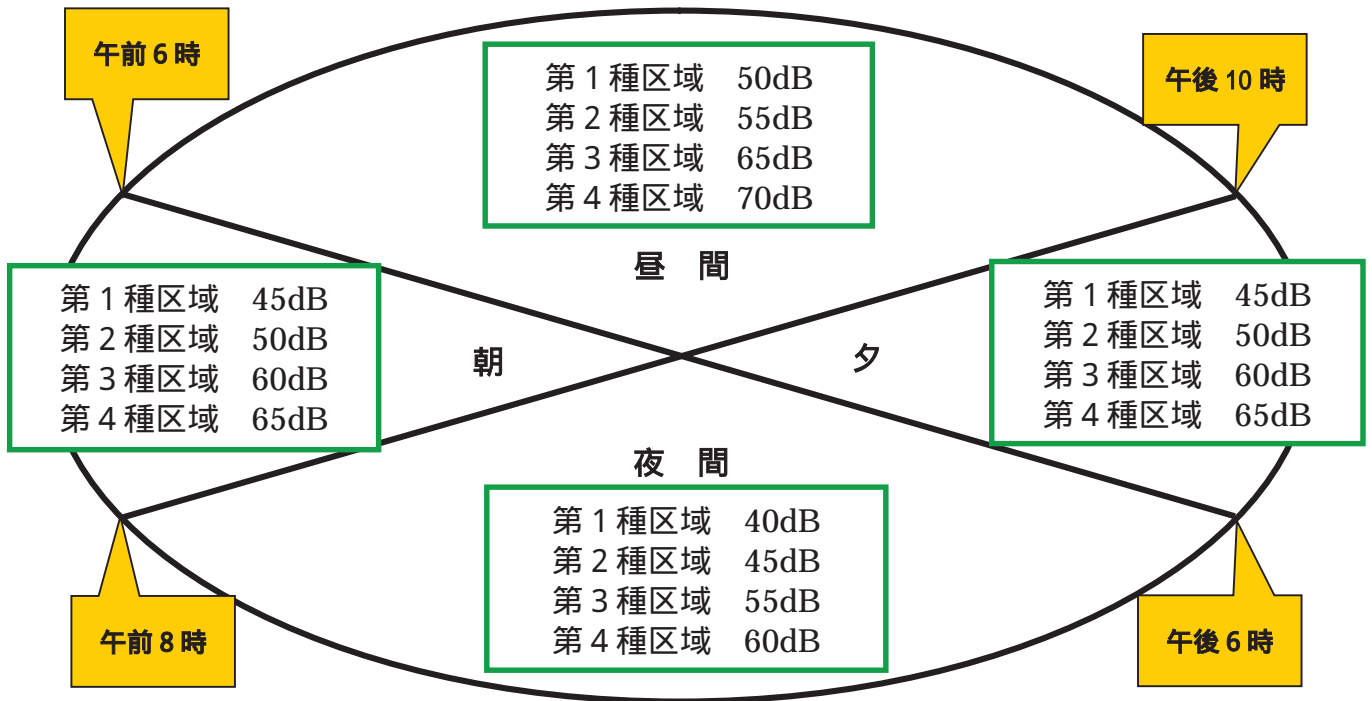 午前6時
午後10時
第1種区域 50dB
第2種区域 55dB
第3種区域 65dB
第4種区域 70dB
昼 間
第1種区域 45dB
第2種区域 50dB
第3種区域 60dB
第4種区域 65dB
朝
夕
第1種区域 45dB
第2種区域 50dB
第3種区域 60dB
第4種区域 65dB
夜 間
第1種区域 40dB
第2種区域 45dB
第3種区域 55dB
第4種区域 60dB
午前8時
午後6時